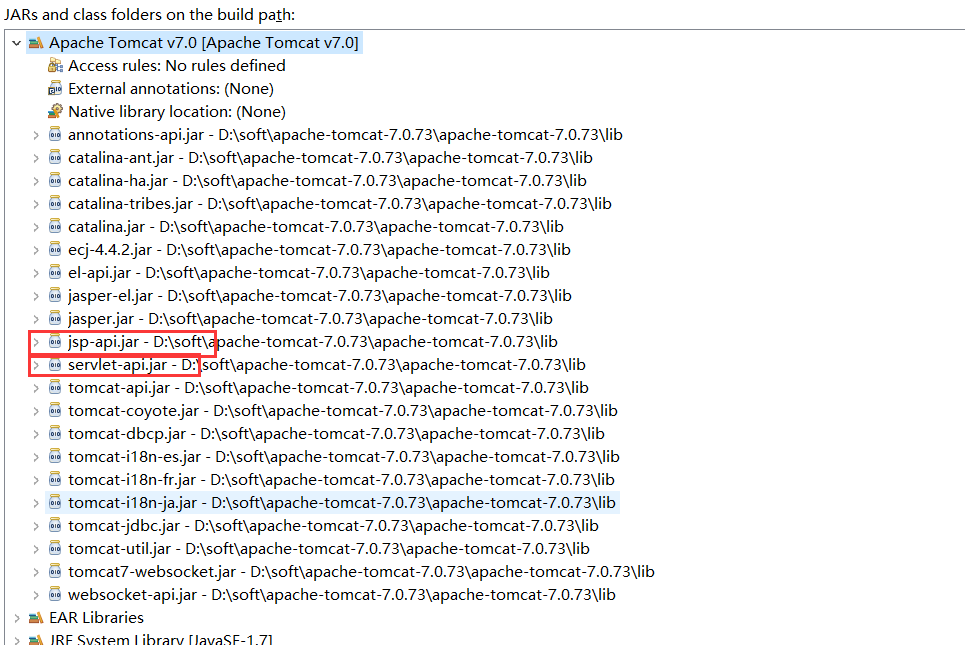 JARs and class folders on the build path:
Apache Tomcat v7.0 [Apache Tomcat v7.0]
Access rules: No rules defined
External annotations: (None)
Native library location: (None)
annotations-api.jar - D:\soft\apache-tomcat-7.0.73\apache-tomcat-7.0.73\lib
catalina-ant.jar - D:\soft\apache-tomcat-7.0.73\apache-tomcat-7.0.73\lib
catalina-ha.jar - D:\soft\apache-tomcat-7.0.73\apache-tomcat-7.0.73\lib
catalina-tribes.jar - D:\soft\apache-tomcat-7.0.73\apache-tomcat-7.0.73\lib
catalina.jar - D:\soft\apache-tomcat-7.0.73\apache-tomcat-7.0.73\lib
ecj-4.4.2.jar - D:\soft\apache-tomcat-7.0.73\apache-tomcat-7.0.73\lib
el-api.jar - D:\soft\apache-tomcat-7.0.73\apache-tomcat-7.0.73\lib
jasper-el.jar - D:\soft\apache-tomcat-7.0.73\apache-tomcat-7.0.73\lib
jasper.jar - D:\soft\apache-tomcat-7.0.73\apache-tomcat-7.0.73\lib
jsp-api.jar - D:\soft\apache-tomcat-7.0.73\apache-tomcat-7.0.73\lib
servlet-api.jar - D:\soft\apache-tomcat-7.0.73\apache-tomcat-7.0.73\lib
tomcat-api.jar - D:\soft\apache-tomcat-7.0.73\apache-tomcat-7.0.73\lib
tomcat-coyote.jar - D:\soft\apache-tomcat-7.0.73\apache-tomcat-7.0.73\lib
tomcat-dbcp.jar - D:\soft\apache-tomcat-7.0.73\apache-tomcat-7.0.73\lib
tomcat-i18n-es.jar - D:\soft\apache-tomcat-7.0.73\apache-tomcat-7.0.73\lib
tomcat-i18n-fr.jar - D:\soft\apache-tomcat-7.0.73\apache-tomcat-7.0.73\lib
tomcat-i18n-ja.jar - D:\soft\apache-tomcat-7.0.73\apache-tomcat-7.0.73\lib
tomcat-jdbc.jar - D:\soft\apache-tomcat-7.0.73\apache-tomcat-7.0.73\lib
tomcat-util.jar - D:\soft\apache-tomcat-7.0.73\apache-tomcat-7.0.73\lib
tomcat7-websocket.jar - D:\soft\apache-tomcat-7.0.73\apache-tomcat-7.0.73\lib
websocket-api.jar - D:\soft\apache-tomcat-7.0.73\apache-tomcat-7.0.73\lib
EAR Libraries
JRE System Library [JavaSE-1.7]